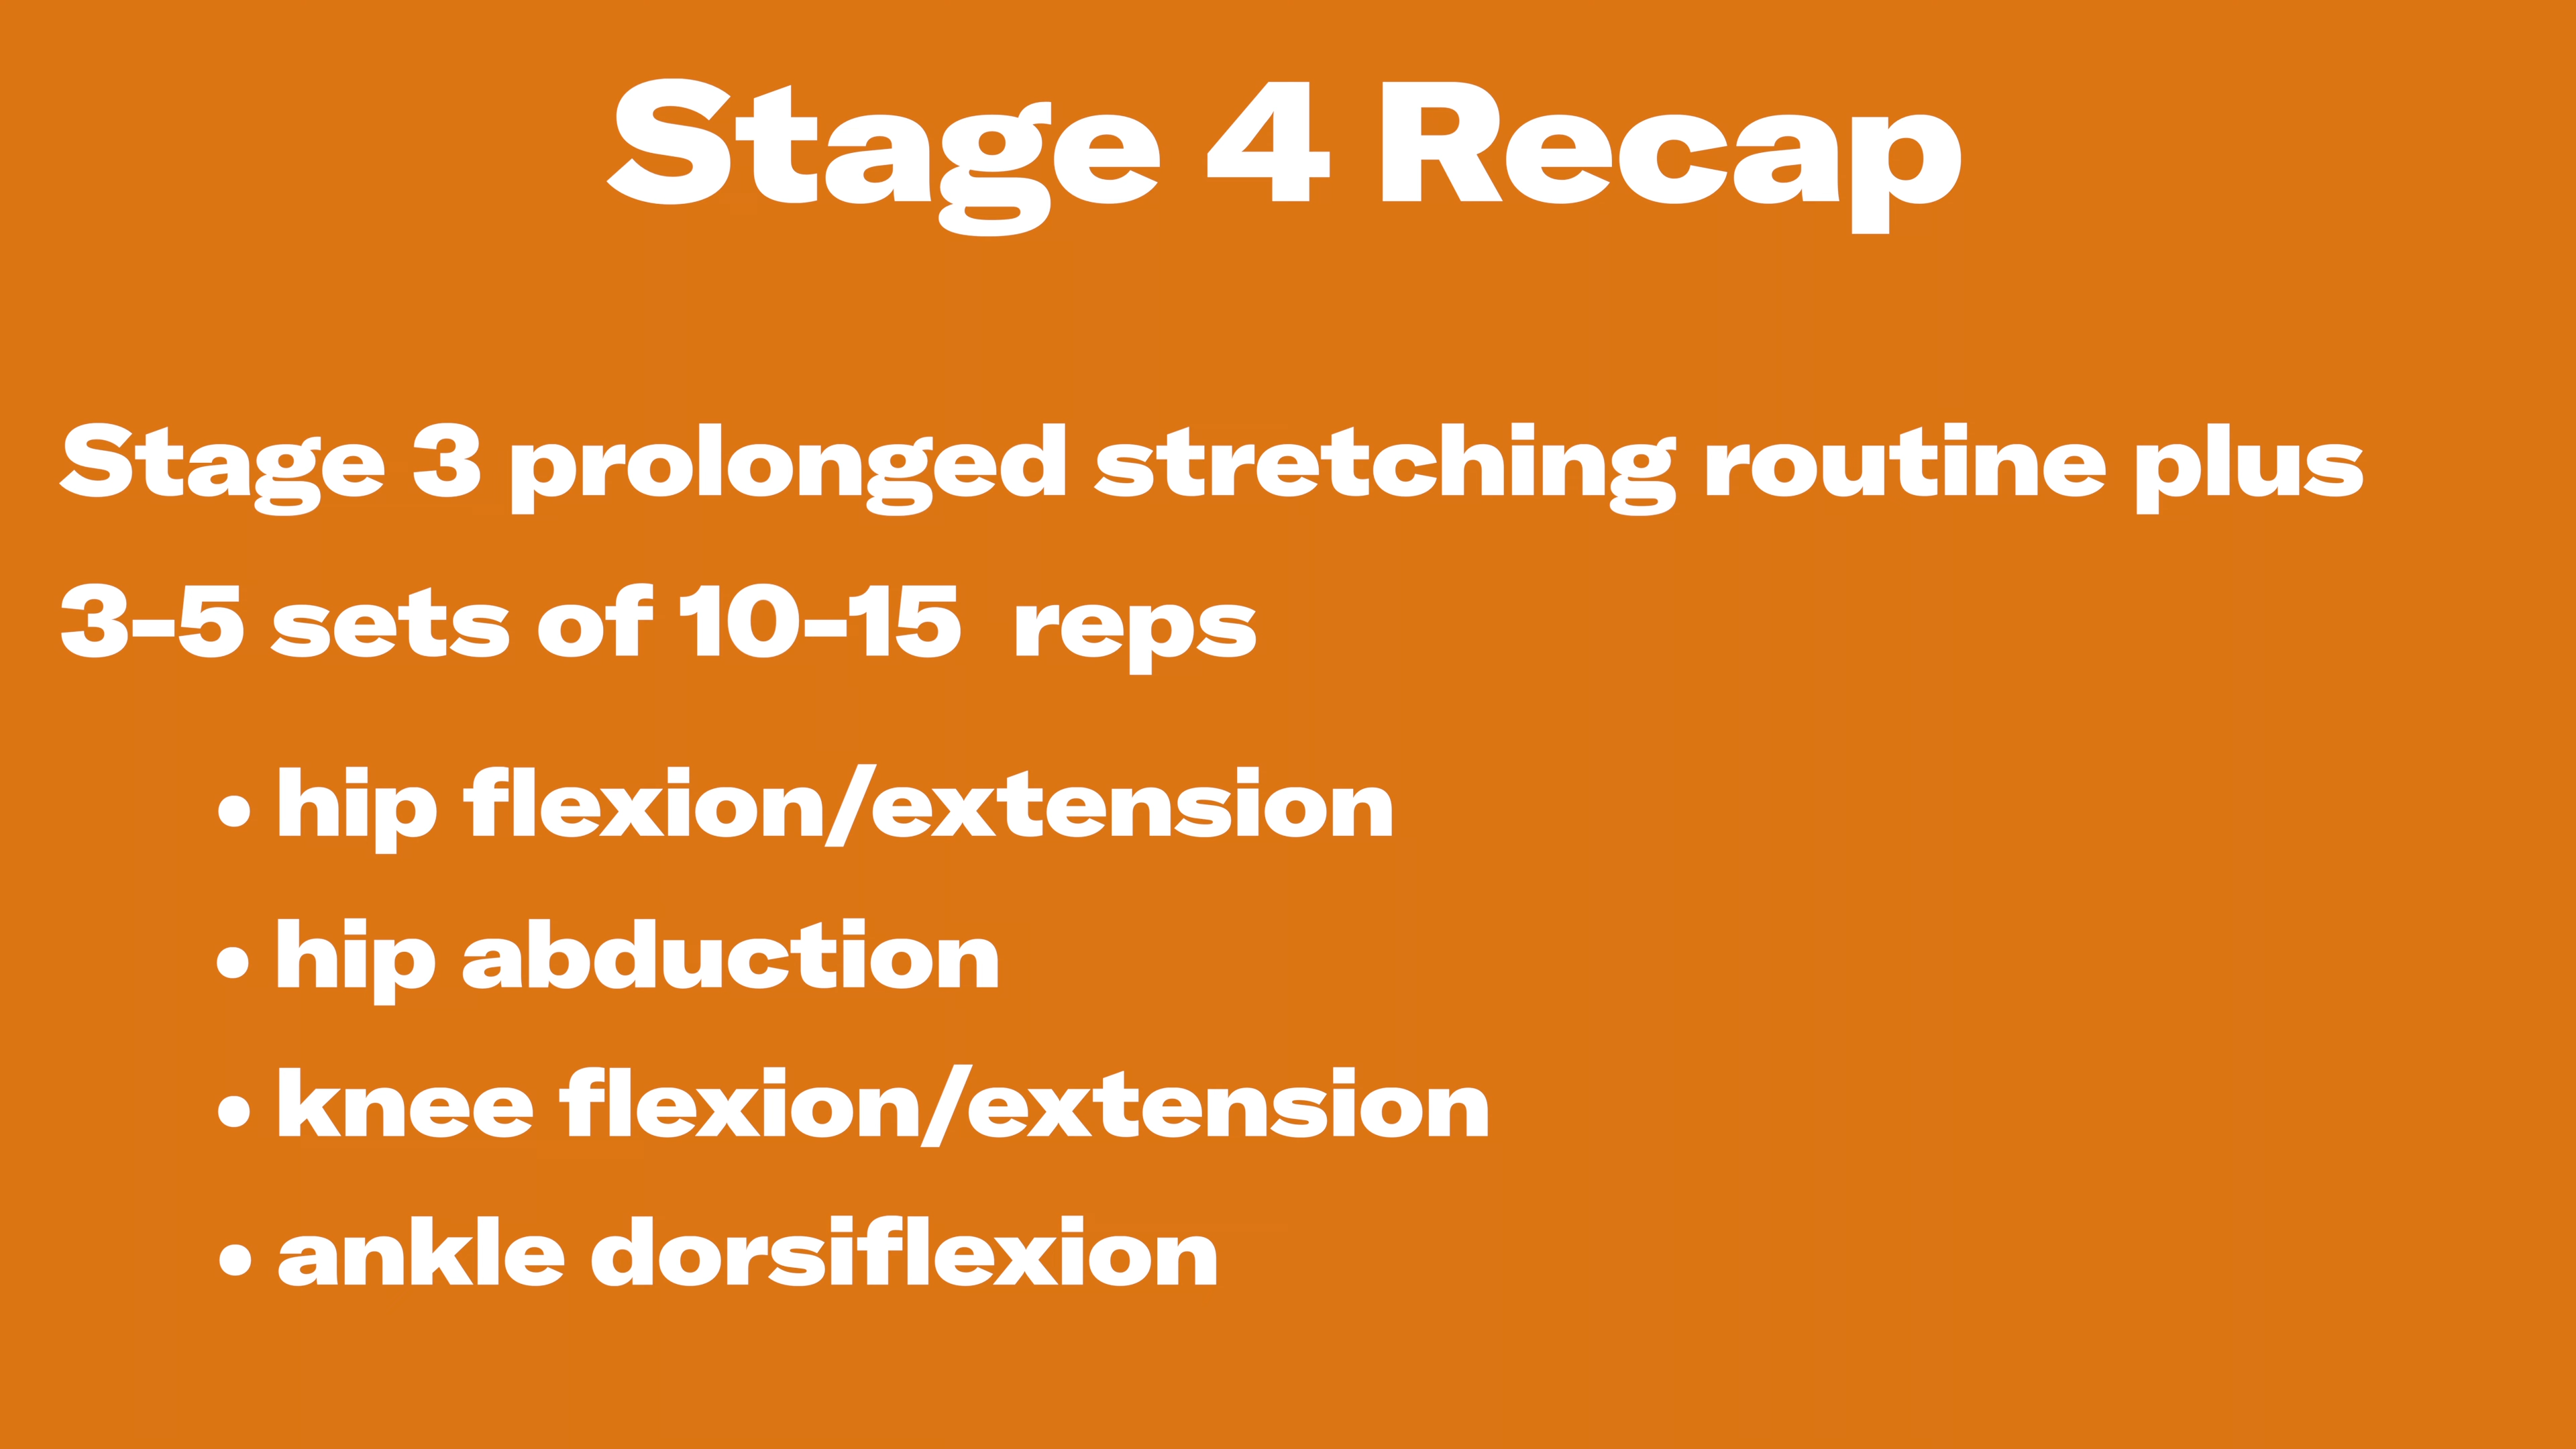 Stage 4 Recap
Stage 3 prolonged stretching routine plus
3-5 sets of 10-15  reps
• hip flexion/extension
• hip abduction
• knee flexion/extension
• ankle dorsiflexion